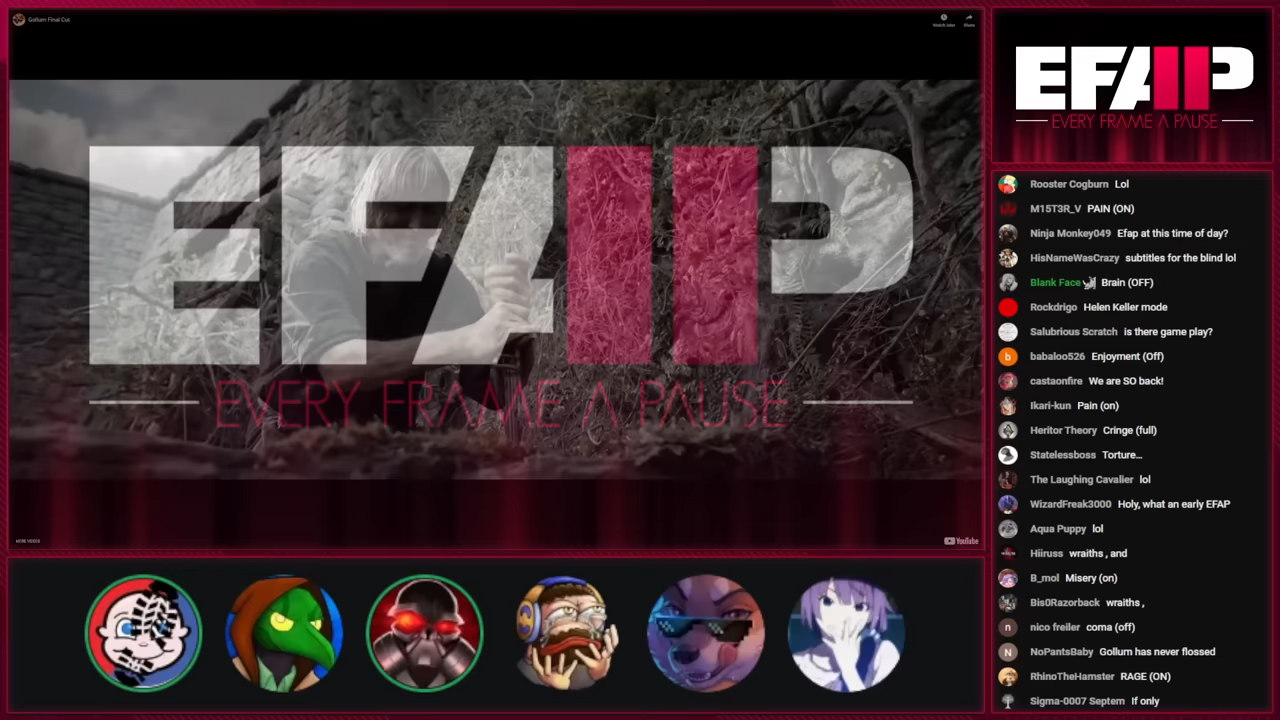 Gollum Final Cut
Watch later
Share
EFAP
EVERY FRAME A PAUSE
MORE VIDEOS
YouTube
EFAP
EVERY FRAME A PAUSE
Rooster Cogburn Lol
M15T3R_V PAIN (ON)
Ninja Monkey049 Efap at this time of day?
HisNameWasCrazy subtitles for the blind lol
Blank Face Brain (OFF)
Rockdrigo Helen Keller mode
Salubrious Scratch is there game play?
b
babaloo526 Enjoyment (Off)
castaonfire We are SO back!
Ikari-kun Pain (on)
Heritor Theory Cringe (full)
Statelessboss Torture...
The Laughing Cavalier lol
WizardFreak3000 Holy, what an early EFAP
Aqua Puppy lol
Hiiruss wraiths , and
B_mol Misery (on)
Bis0Razorback wraiths ,
n
nico freiler coma (off)
N
NoPantsBaby Gollum has never flossed
RhinoTheHamster RAGE (ON)
Sigma-0007 Septem If only